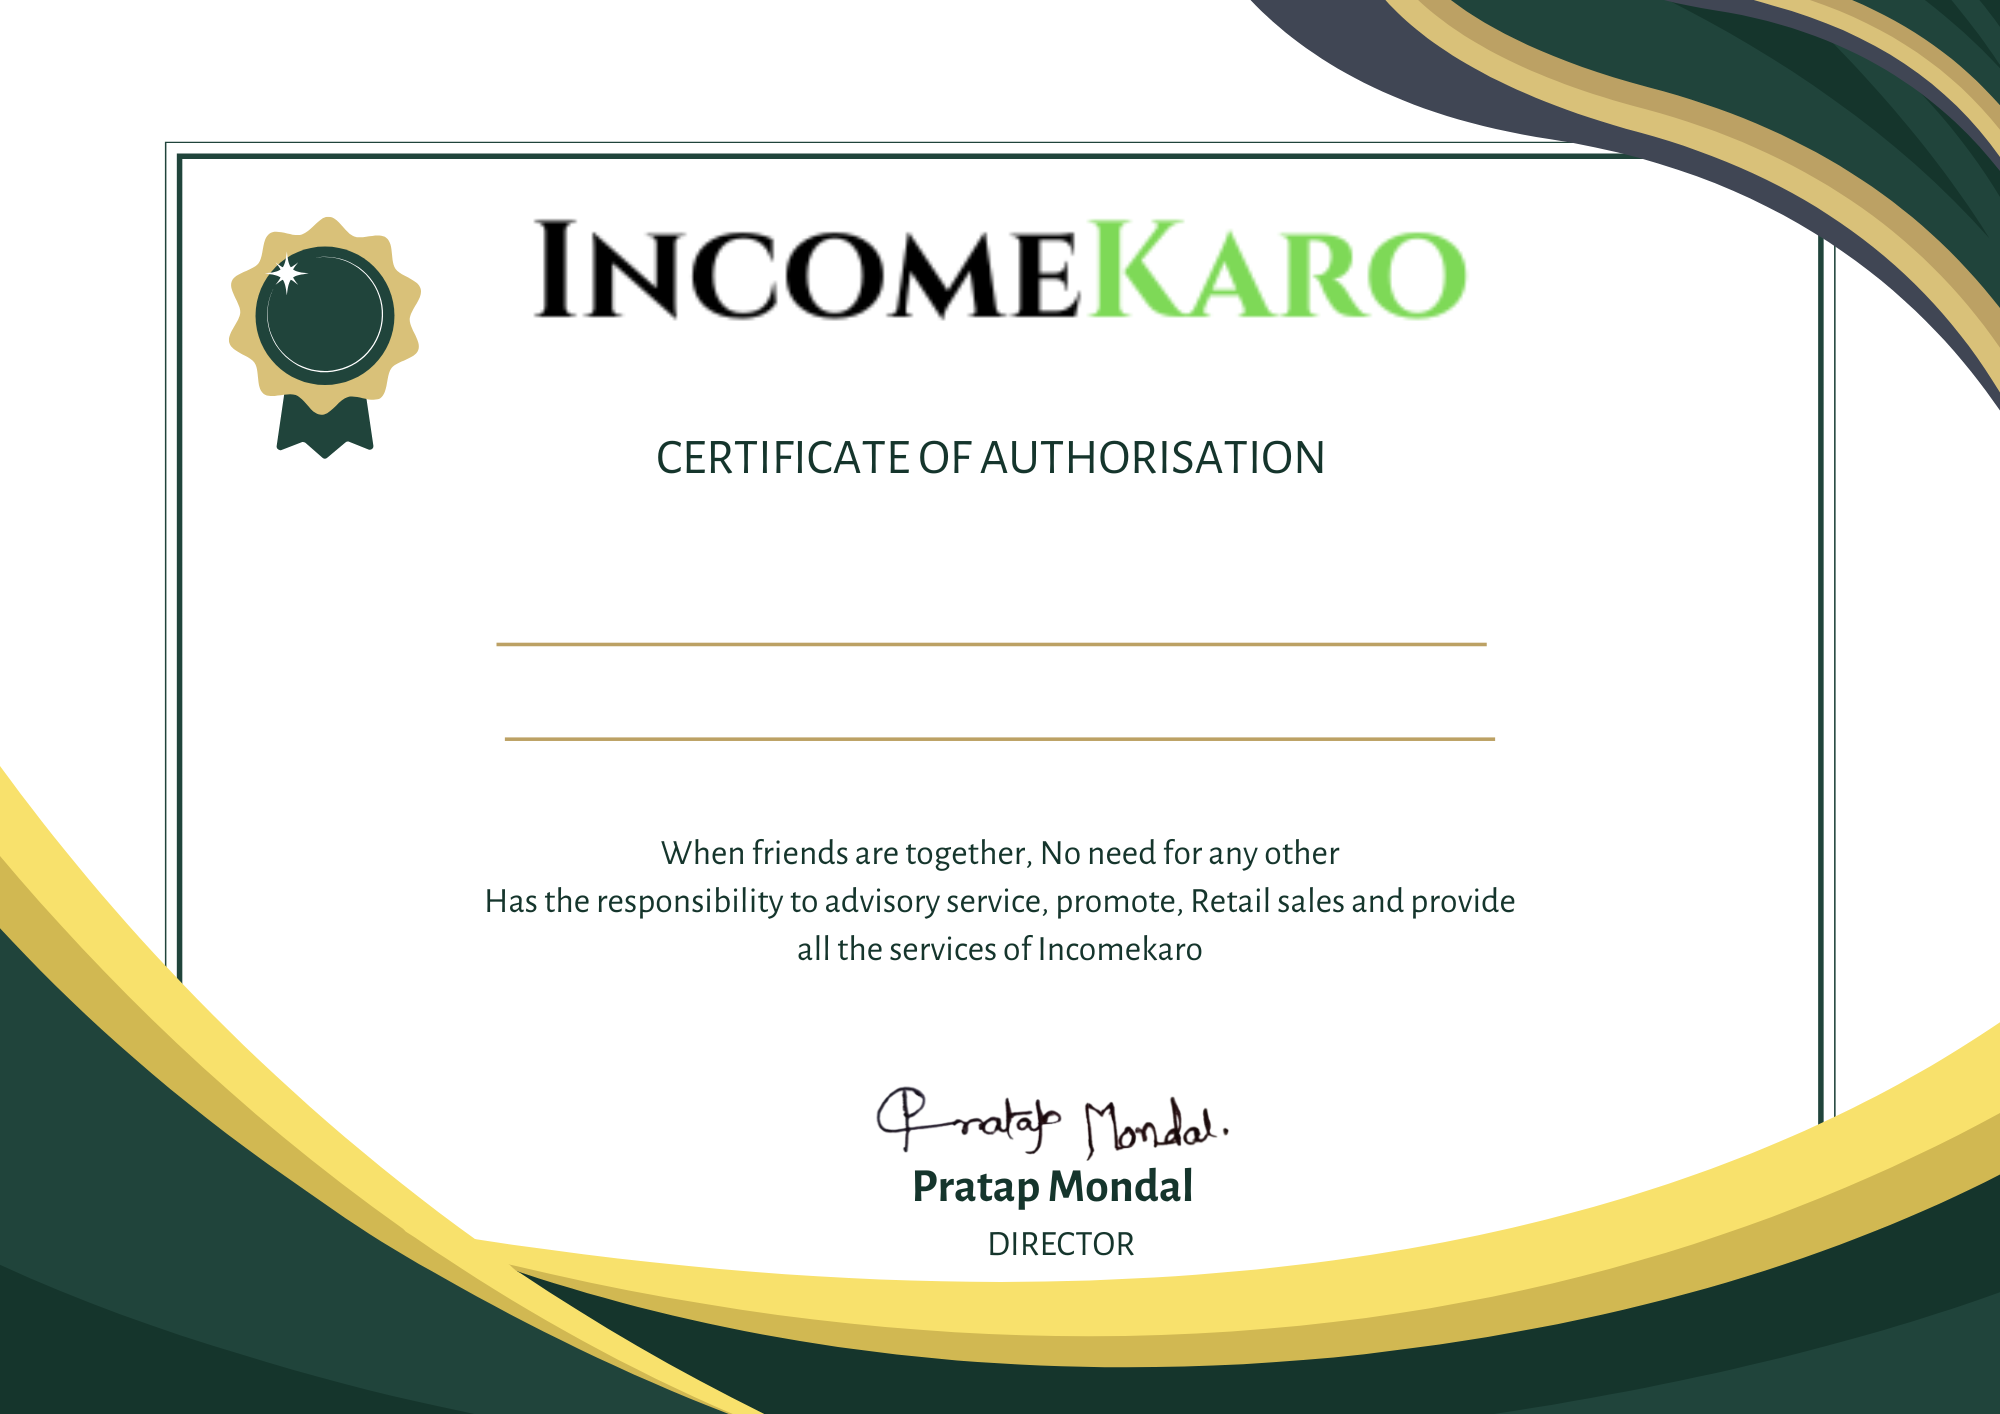 INCOMEKARO
CERTIFICATE OF AUTHORISATION
When friends are together, No need for any other
Has the responsibility to advisory service, promote, Retail sales and provide
all the services of Incomekaro
Pratap Mondal.
Pratap Mondal
DIRECTOR